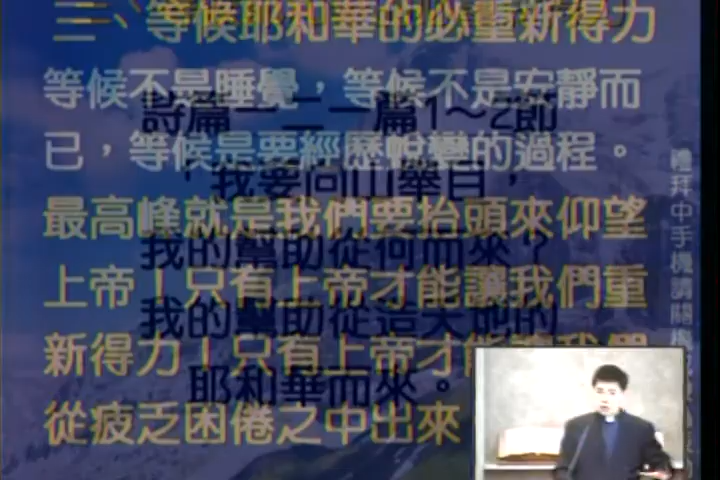 三、等候耶和華的必重新得力
等候不是睡覺，等候不是安靜而
已，等候是要經歷蛻變的過程。
最高峰就是我們要抬頭來仰望
上帝！只有上帝才能讓我們重
新得力！只有上帝才能讓我們
從疲乏困倦之中出來
詩篇一二一篇1～2節
「我要向山舉目，
我的幫助從何而來？
我的幫助從造天地的
耶和華而來。
禮拜中手機請關機